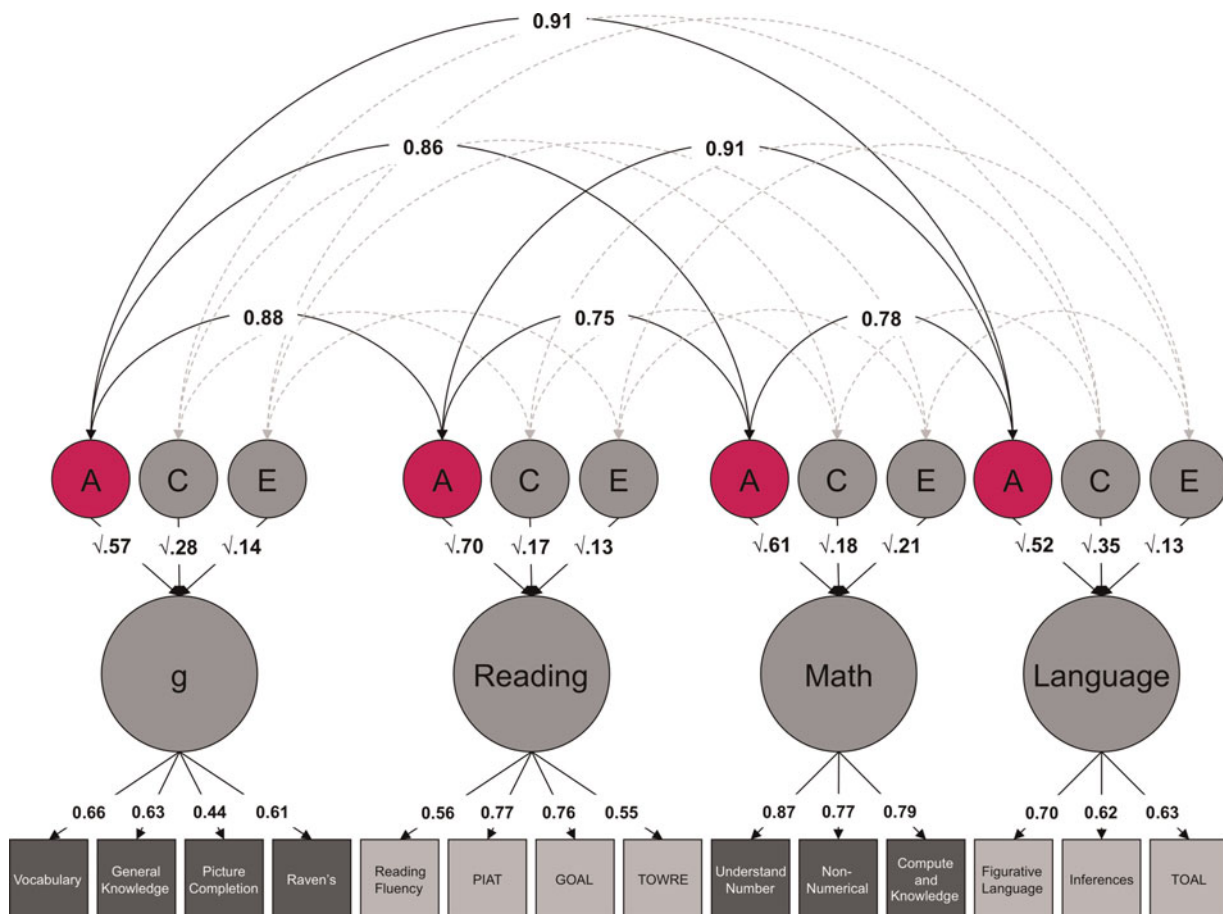 0.91
0.86
0.91
0.88
0.75
0.78
A C E A C E A C E A C E
√.57 √.28 √.14 √.70 √.17 √.13 √.61 √.18 √.21 √.52 √.35 √.13
g Reading Math Language
0.66 0.63 0.44 0.61 0.56 0.77 0.76 0.55 0.87 0.77 0.79 0.70 0.62 0.63
Vocabulary
General
Knowledge
Picture
Completion
Raven's
Reading
Fluency
PIAT
GOAL
TOWRE
Understand
Number
Non-
Numerical
Compute
and
Knowledge
Figurative
Language
Inferences
TOAL